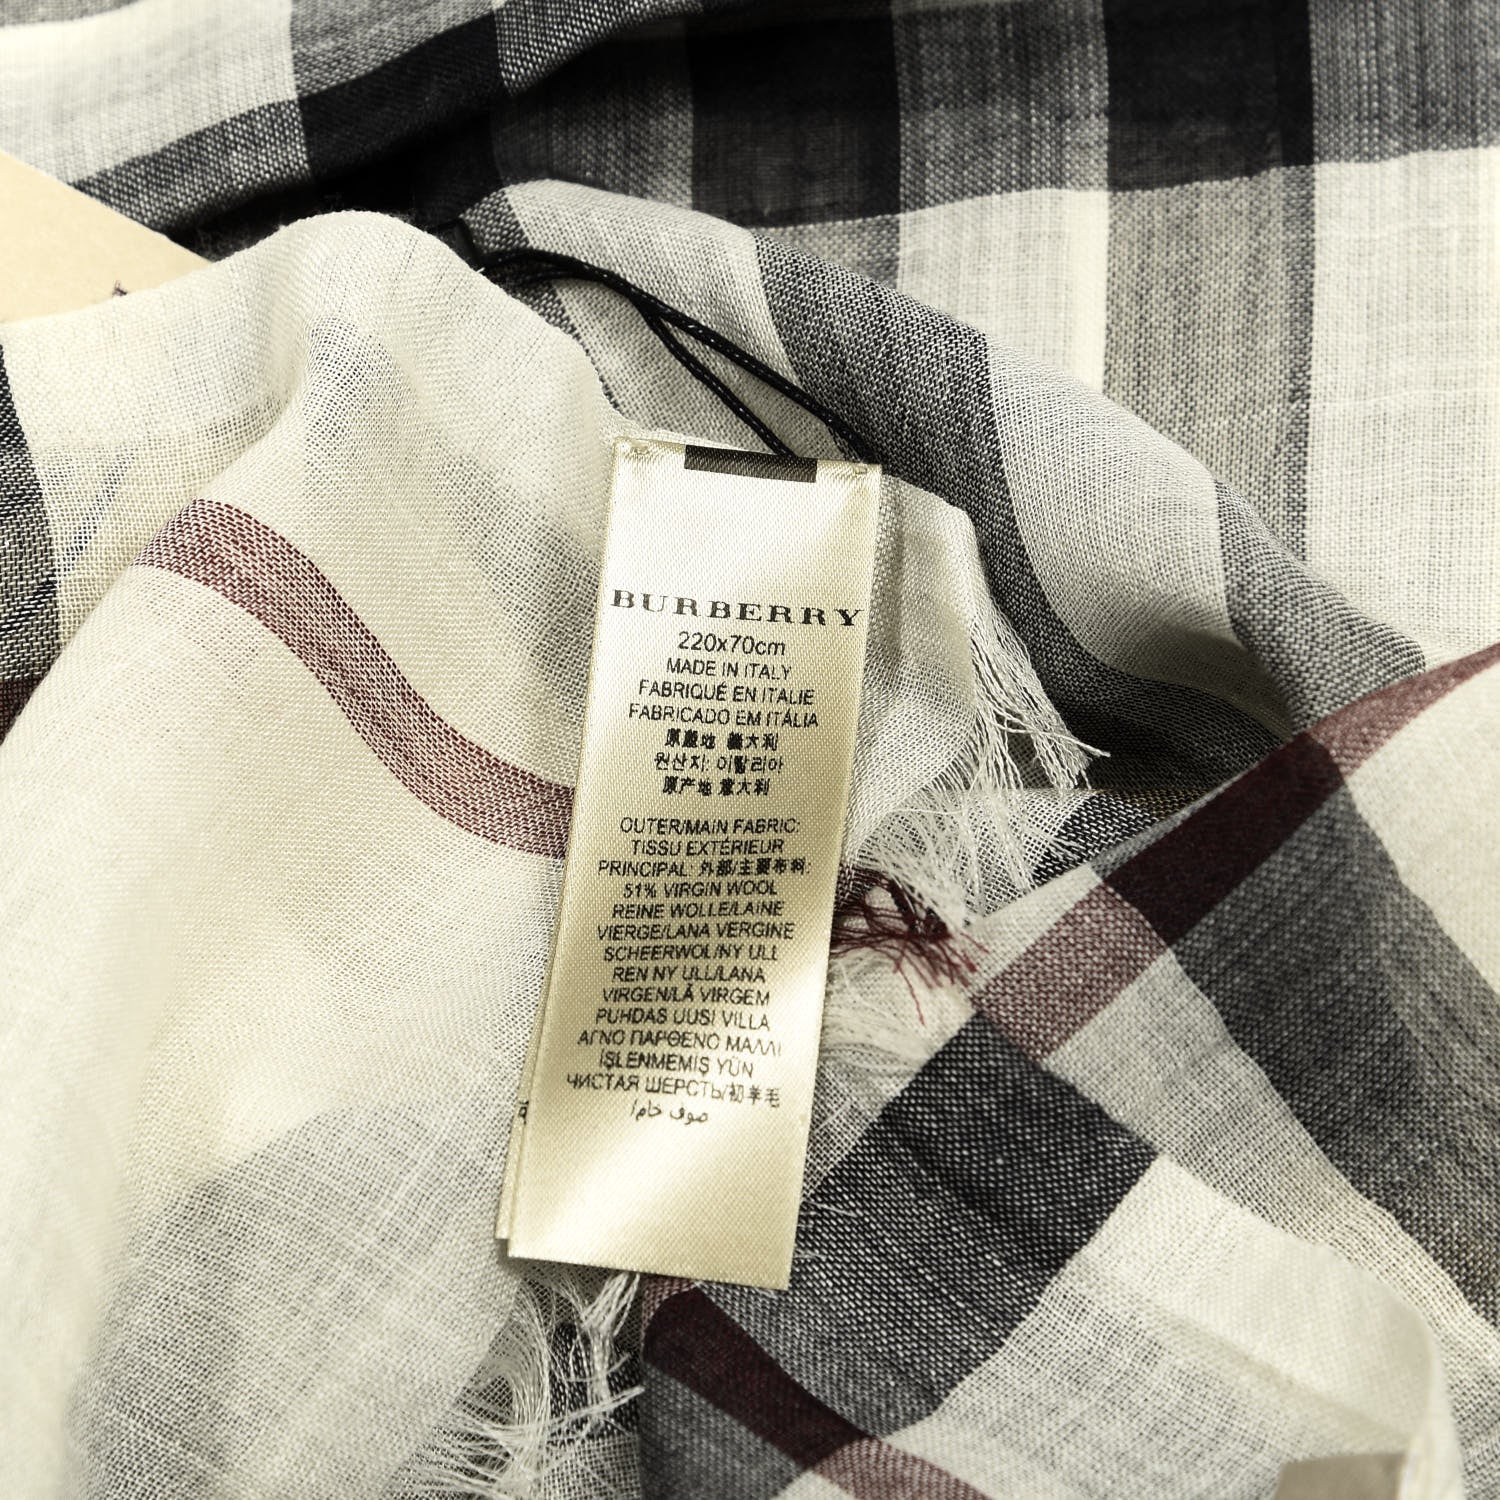 BURBERRY
220x70cm
MADE IN ITALY
FABRIQUÉ EN ITALIE
FABRICADO EM ITÁLIA
原產地 義大利
원산지: 이탈리아
原产地 意大利
OUTER/MAIN FABRIC:
TISSU EXTÉRIEUR
PRINCIPAL: 外部/主要布料:
51% VIRGIN WOOL
REINE WOLLE/LAINE
VIERGE/LANA VERGINE
SCHEERWOL/NY ULL
REN NY ULL/LANA
VIRGEN/LÃ VIRGEM
PUHDAS UUSI VILLA
ΑΓΝΟ ΠΑΡΘΕΝΟ ΜΑΛΛΙ
İŞLENMEMİŞ YÜN
ЧИСТАЯ ШЕРСТЬ/初羊毛
صوف خام/